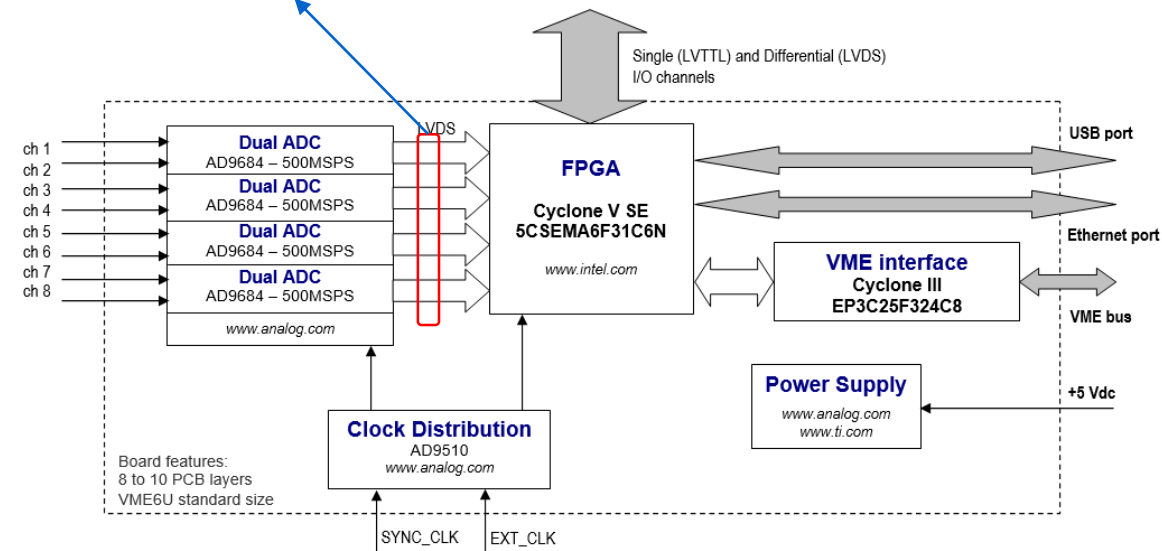 Single (LVTTL) and Differential (LVDS)
I/O channels
ch 1
ch 2
ch 3
ch 4
ch 5
ch 6
ch 7
ch 8
Dual ADC
AD9684 – 500MSPS
Dual ADC
AD9684 – 500MSPS
Dual ADC
AD9684 – 500MSPS
Dual ADC
AD9684 – 500MSPS
www.analog.com
LVDS
FPGA
Cyclone V SE
5CSEMA6F31C6N
www.intel.com
USB port
Ethernet port
VME interface
Cyclone III
EP3C25F324C8
VME bus
Power Supply
www.analog.com
www.ti.com
+5 Vdc
Clock Distribution
AD9510
www.analog.com
Board features:
8 to 10 PCB layers
VME6U standard size
SYNC_CLK
EXT_CLK